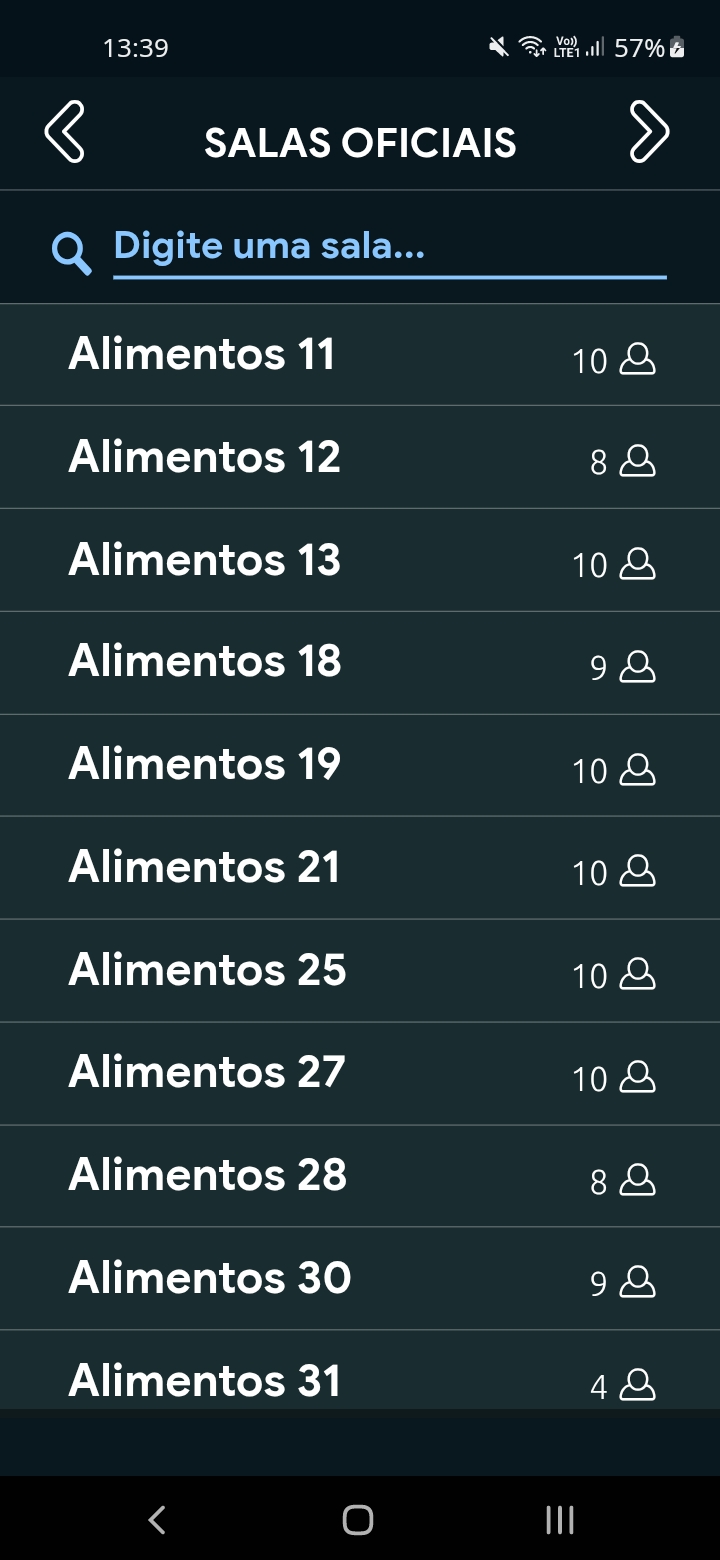 13:39
Vo)) LTE1 57%
SALAS OFICIAIS
Digite uma sala...
Alimentos 11 10
Alimentos 12 8
Alimentos 13 10
Alimentos 18 9
Alimentos 19 10
Alimentos 21 10
Alimentos 25 10
Alimentos 27 10
Alimentos 28 8
Alimentos 30 9
Alimentos 31 4